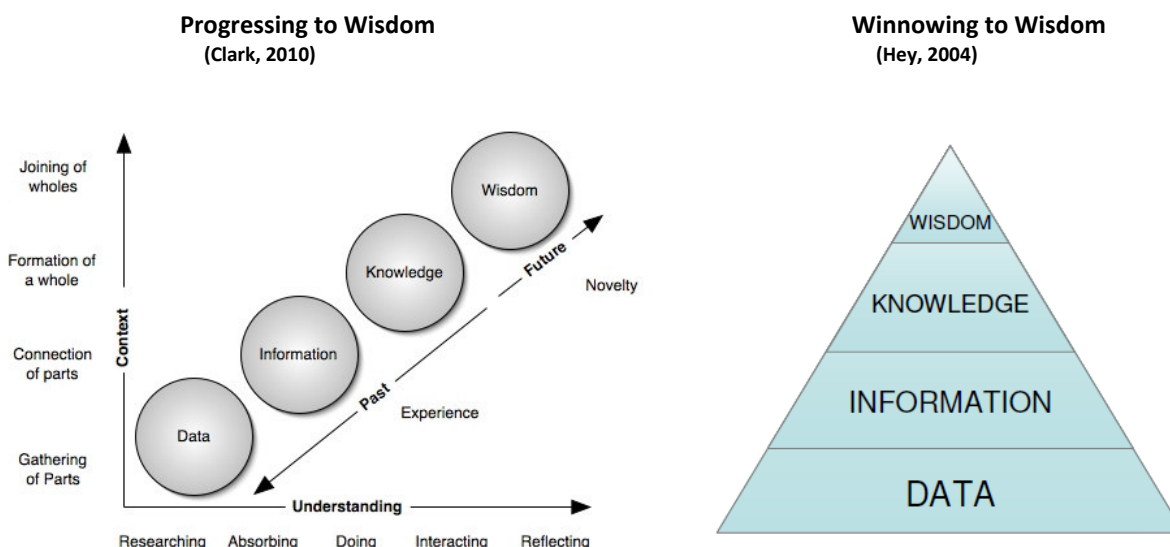 Progressing to Wisdom
(Clark, 2010)
Joining of
wholes
Formation of
a whole
Connection
of parts
Gathering
of Parts
Context
Wisdom
Knowledge
Information
Data
Future
Novelty
Past
Experience
Understanding
Researching Absorbing Doing Interacting Reflecting
Winnowing to Wisdom
(Hey, 2004)
WISDOM
KNOWLEDGE
INFORMATION
DATA